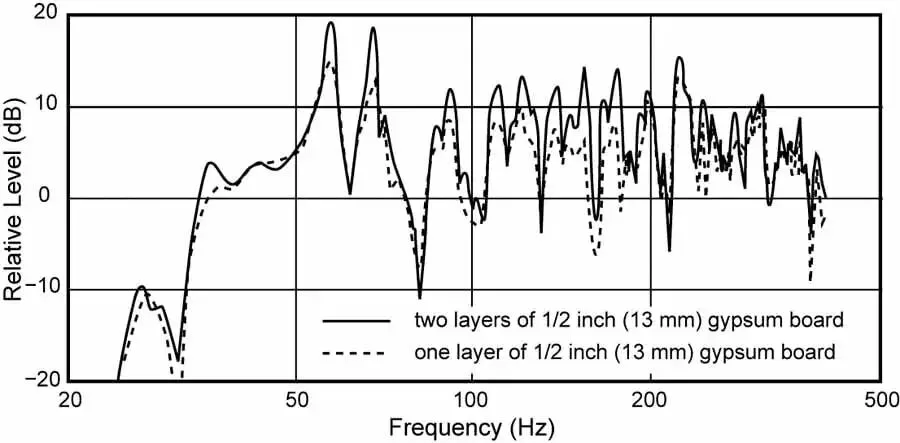 20
10
0
−10
−20
Relative Level (dB)
two layers of 1/2 inch (13 mm) gypsum board
one layer of 1/2 inch (13 mm) gypsum board
20 50 100 200 500
Frequency (Hz)